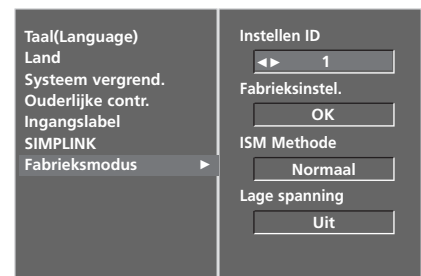 Taal(Language)
Land
Systeem vergrend.
Ouderlijke contr.
Ingangslabel
SIMPLINK
Fabrieksmodus ►
Instellen ID
◄► 1
Fabrieksinstel.
OK
ISM Methode
Normaal
Lage spanning
Uit